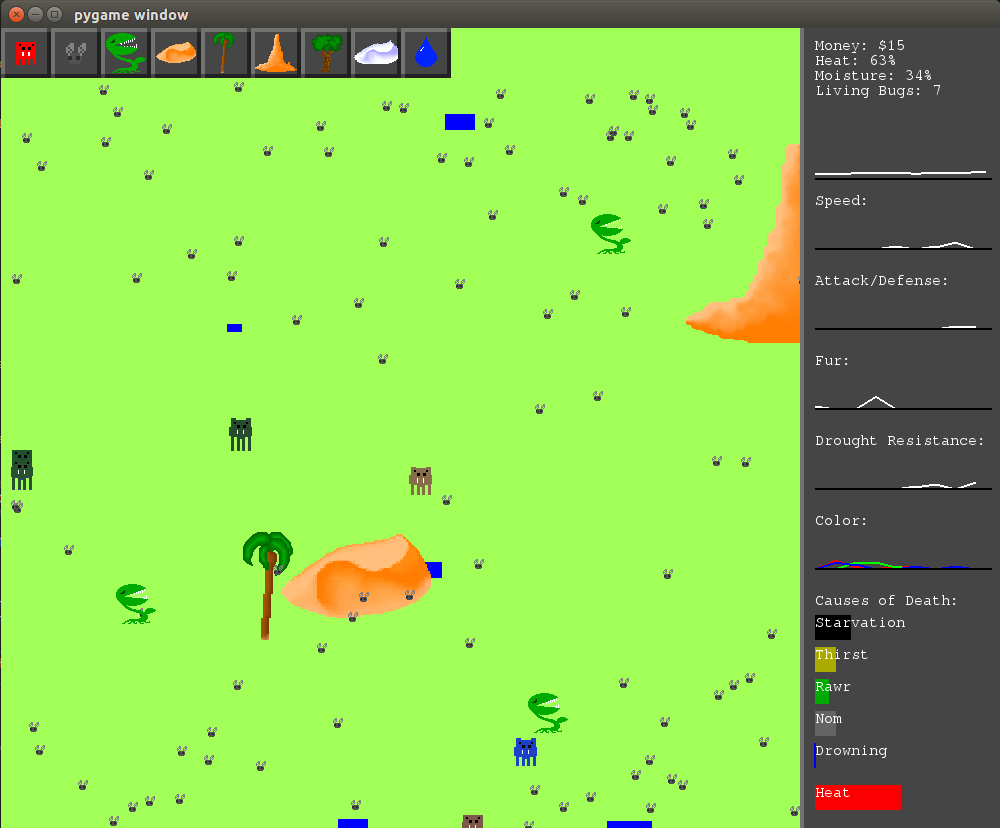 pygame window
Money: $15
Heat: 63%
Moisture: 34%
Living Bugs: 7
Speed:
Attack/Defense:
Fur:
Drought Resistance:
Color:
Causes of Death:
Starvation
Thirst
Rawr
Nom
Drowning
Heat